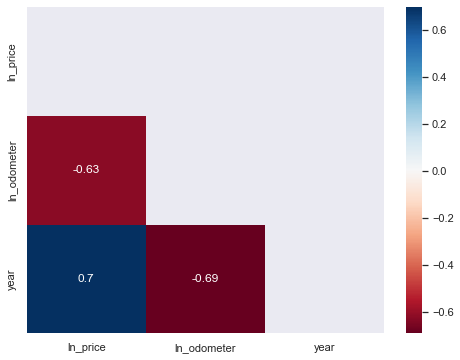 ln_price
ln_odometer
year
-0.63
0.7
-0.69
ln_price
ln_odometer
year
0.6
0.4
0.2
0.0
−0.2
−0.4
−0.6